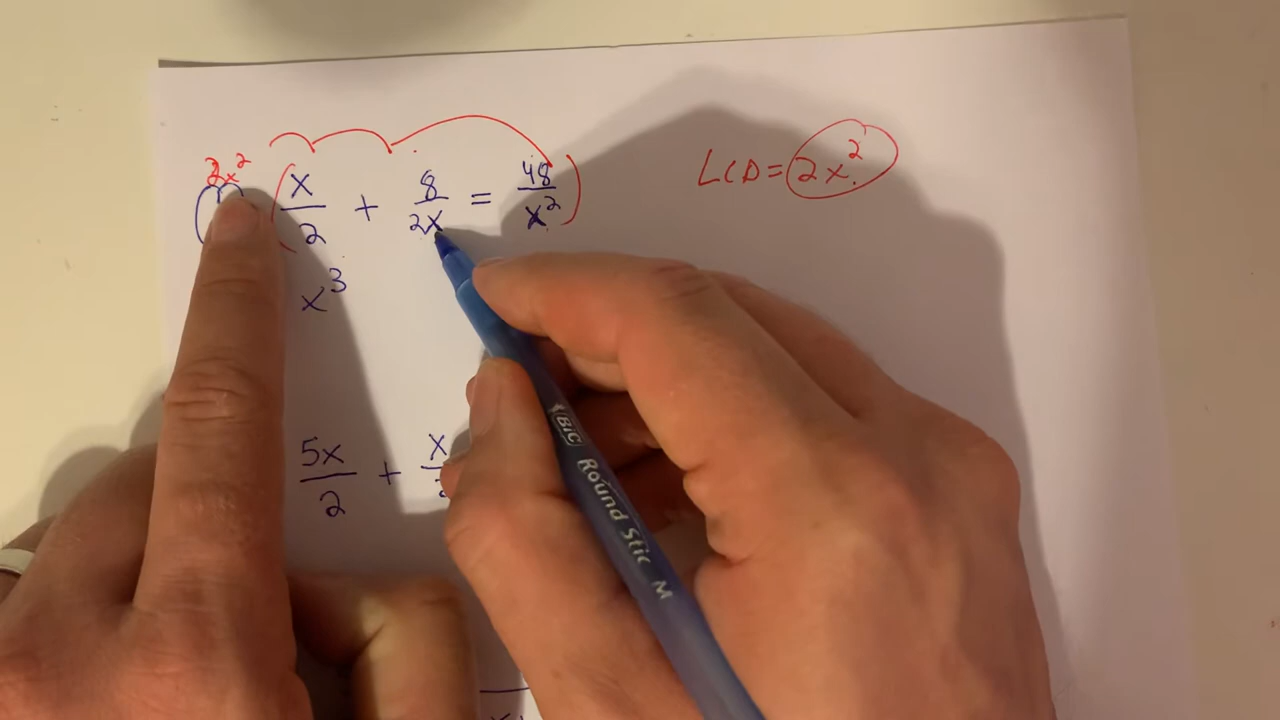 2x² ( x/2 + 8/2x = 48/x² ) LCD = 2x²
x³
5x/2 + x
BIC Round Stic M